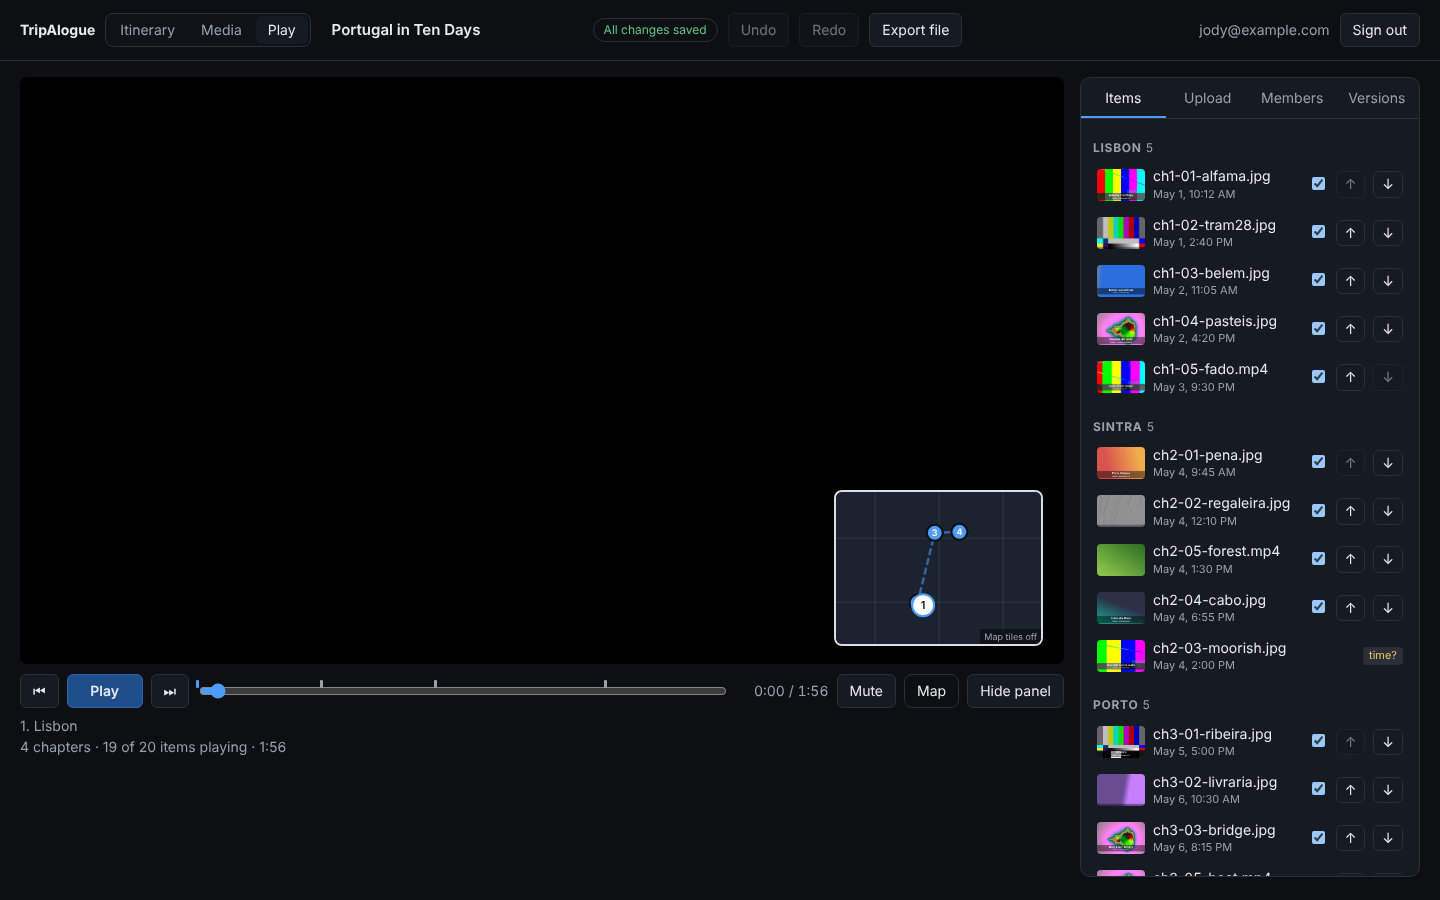 TripAlogue
Itinerary
Media
Play
Portugal in Ten Days
All changes saved
Undo
Redo
Export file
jody@example.com
Sign out
3
4
1
Map tiles off
Play
0:00 / 1:56
Mute
Map
Hide panel
1. Lisbon
4 chapters · 19 of 20 items playing · 1:56
Items
Upload
Members
Versions
LISBON 5
ch1-01-alfama.jpg
May 1, 10:12 AM
ch1-02-tram28.jpg
May 1, 2:40 PM
ch1-03-belem.jpg
May 2, 11:05 AM
ch1-04-pasteis.jpg
May 2, 4:20 PM
ch1-05-fado.mp4
May 3, 9:30 PM
SINTRA 5
ch2-01-pena.jpg
May 4, 9:45 AM
ch2-02-regaleira.jpg
May 4, 12:10 PM
ch2-05-forest.mp4
May 4, 1:30 PM
ch2-04-cabo.jpg
May 4, 6:55 PM
ch2-03-moorish.jpg
May 4, 2:00 PM
time?
PORTO 5
ch3-01-ribeira.jpg
May 5, 5:00 PM
ch3-02-livraria.jpg
May 6, 10:30 AM
ch3-03-bridge.jpg
May 6, 8:15 PM